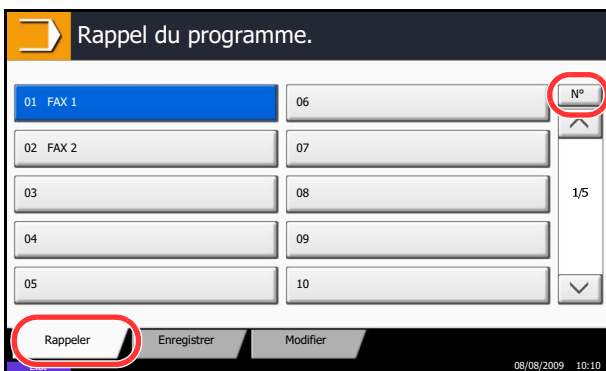 Rappel du programme.
N°
01 FAX 1
06
02 FAX 2
07
03
08
1/5
04
09
05
10
Rappeler
Enregistrer
Modifier
État
08/08/2009 10:10